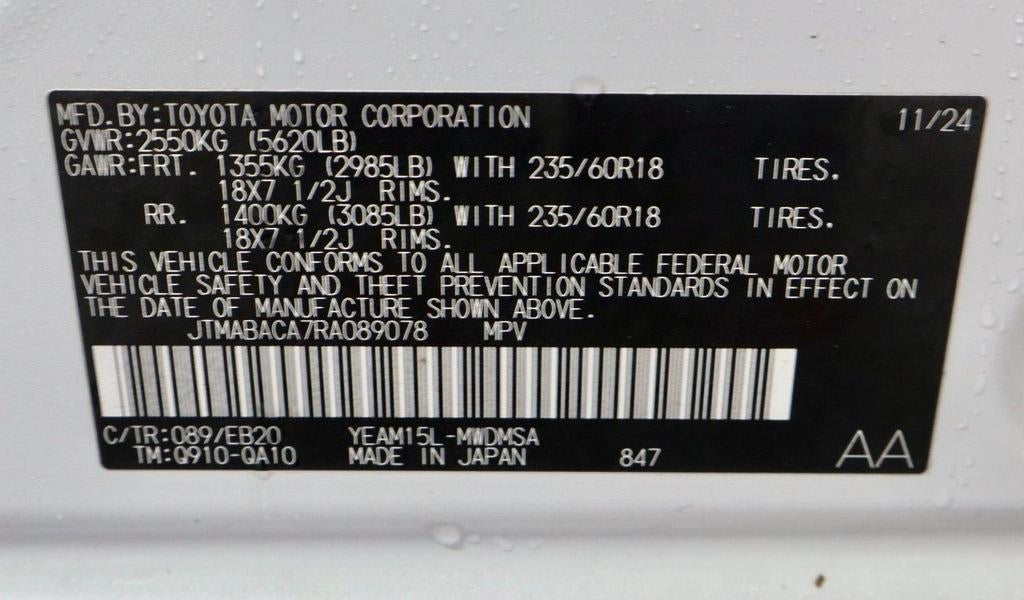 MFD.BY:TOYOTA MOTOR CORPORATION 11/24
GVWR:2550KG (5620LB)
GAWR:FRT. 1355KG (2985LB) WITH 235/60R18 TIRES.
18X7 1/2J RIMS.
RR. 1400KG (3085LB) WITH 235/60R18 TIRES.
18X7 1/2J RIMS.
THIS VEHICLE CONFORMS TO ALL APPLICABLE FEDERAL MOTOR
VEHICLE SAFETY AND THEFT PREVENTION STANDARDS IN EFFECT ON
THE DATE OF MANUFACTURE SHOWN ABOVE.
JTMABACA7RA089078 MPV
C/TR:089/EB20 YEAM15L-MWDMSA
TM:Q910-QA10 MADE IN JAPAN 847 AA